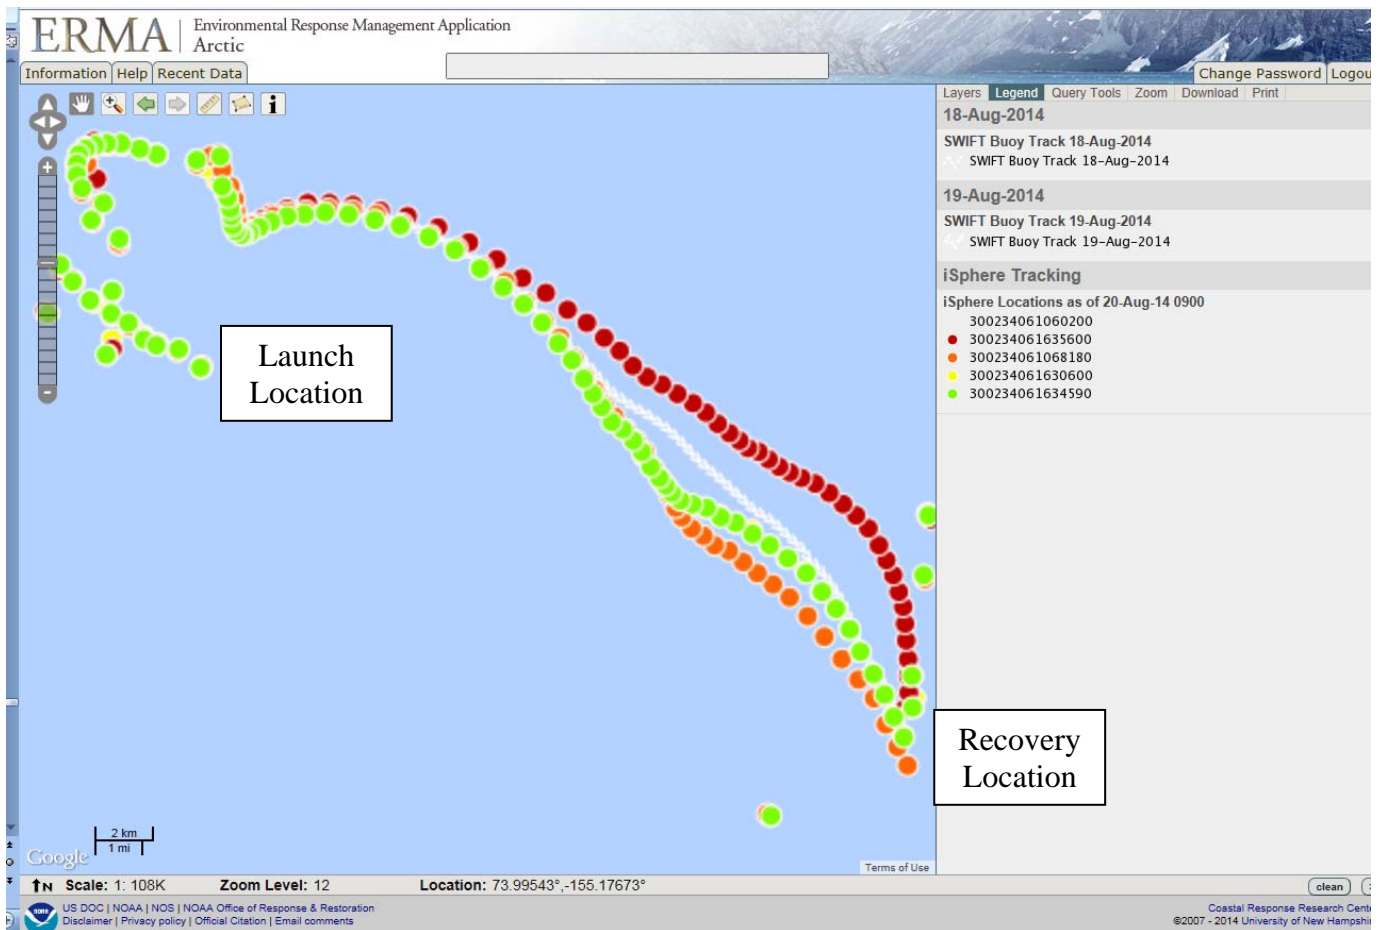 ERMA
Environmental Response Management Application
Arctic
Information Help Recent Data
Change Password Logou
Layers Legend Query Tools Zoom Download Print
18-Aug-2014
SWIFT Buoy Track 18-Aug-2014
SWIFT Buoy Track 18-Aug-2014
19-Aug-2014
SWIFT Buoy Track 19-Aug-2014
SWIFT Buoy Track 19-Aug-2014
iSphere Tracking
iSphere Locations as of 20-Aug-14 0900
300234061060200
300234061635600
300234061068180
300234061630600
300234061634590
Launch
Location
Recovery
Location
2 km
1 mi
Google
Terms of Use
N Scale: 1: 108K Zoom Level: 12 Location: 73.99543°,-155.17673°
clean
NOAA
US DOC | NOAA | NOS | NOAA Office of Response & Restoration
Disclaimer | Privacy policy | Official Citation | Email comments
Coastal Response Research Cente
©2007 - 2014 University of New Hampshir